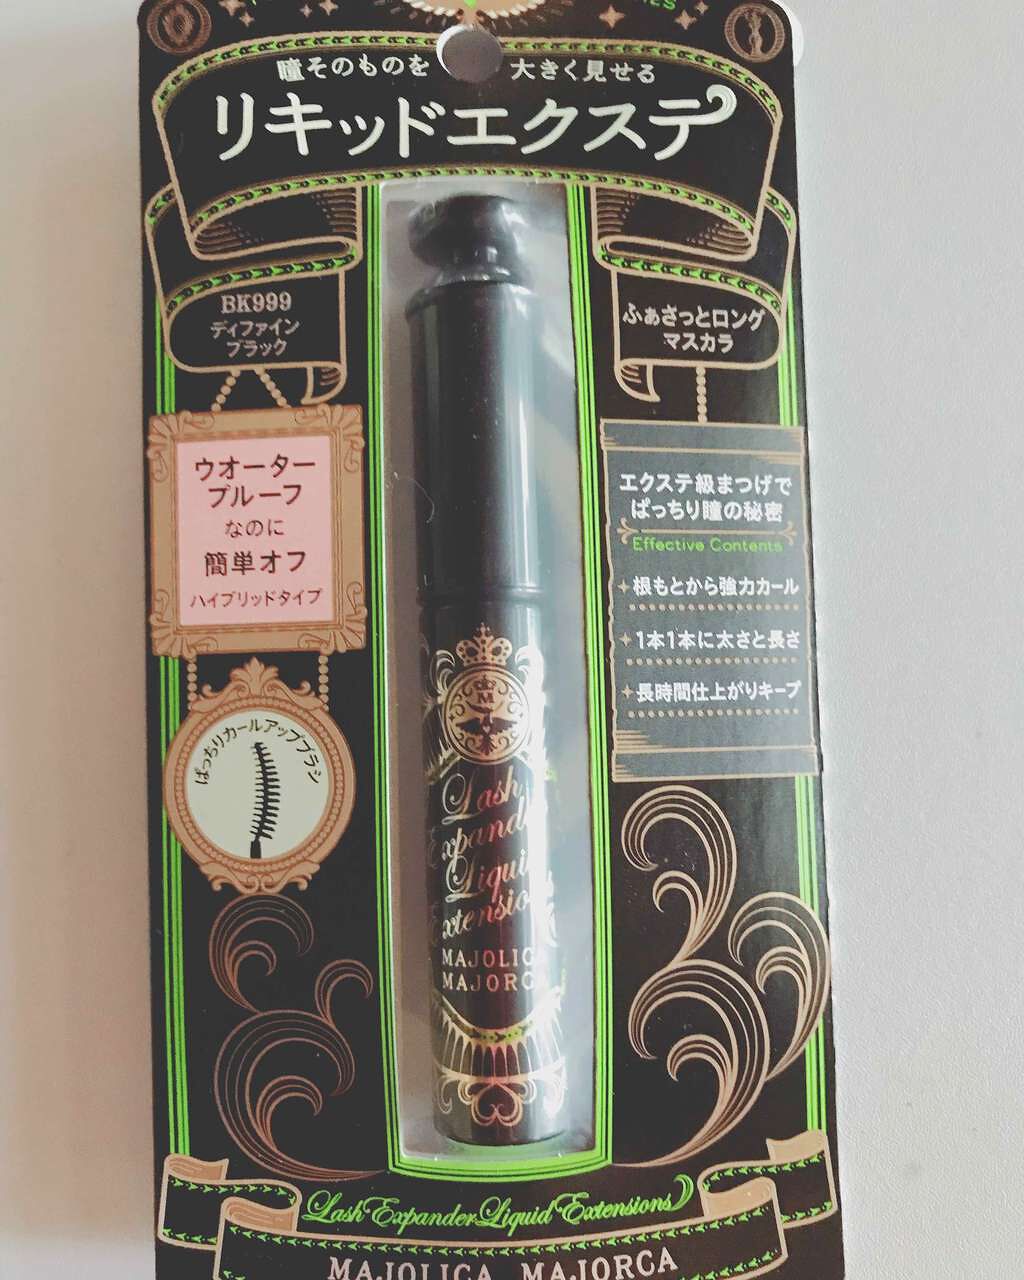 瞳そのものを 大きく見せる
リキッドエクステ
BK999
ディファイン
ブラック
ふぁさっとロング
マスカラ
ウオーター
プルーフ
なのに
簡単オフ
ハイブリッドタイプ
ぱっちりカールアップブラシ
エクステ級まつげで
ぱっちり瞳の秘密
Effective Contents
根もとから強力カール
1本1本に太さと長さ
長時間仕上がりキープ
Lash
Expander
Liquid
Extensions
MAJOLICA
MAJORCA
Lash Expander Liquid Extensions
MAJOLICA MAJORCA